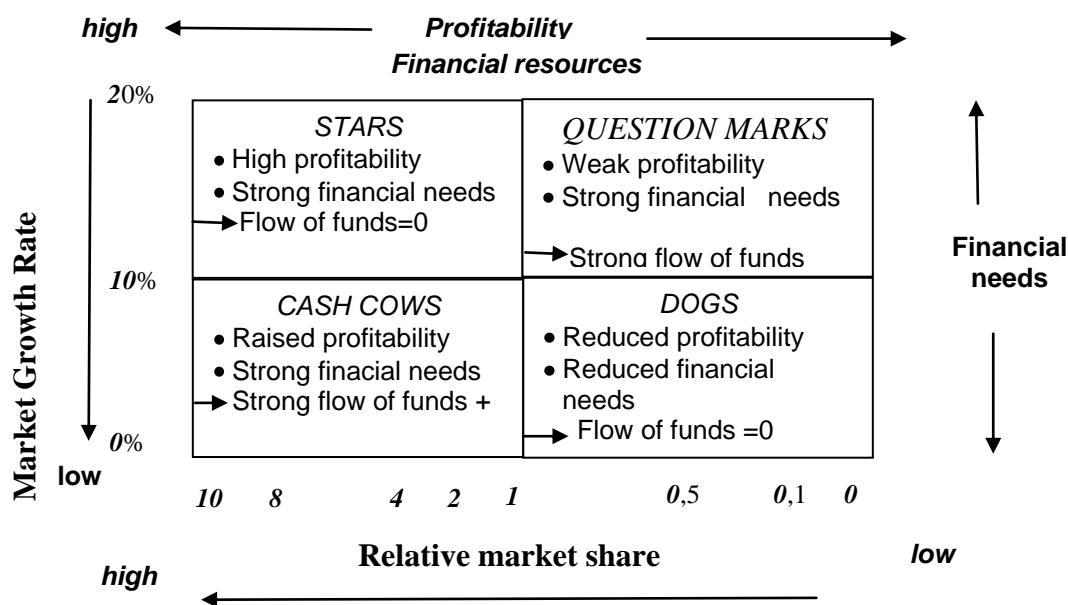 high Profitability
Financial resources
20%
STARS
• High profitability
• Strong financial needs
Flow of funds=0
QUESTION MARKS
• Weak profitability
• Strong financial needs
Strong flow of funds
Market Growth Rate
Financial
needs
10%
CASH COWS
• Raised profitability
• Strong finacial needs
Strong flow of funds +
DOGS
• Reduced profitability
• Reduced financial
needs
Flow of funds =0
0%
low
10 8 4 2 1 0,5 0,1 0
Relative market share low
high